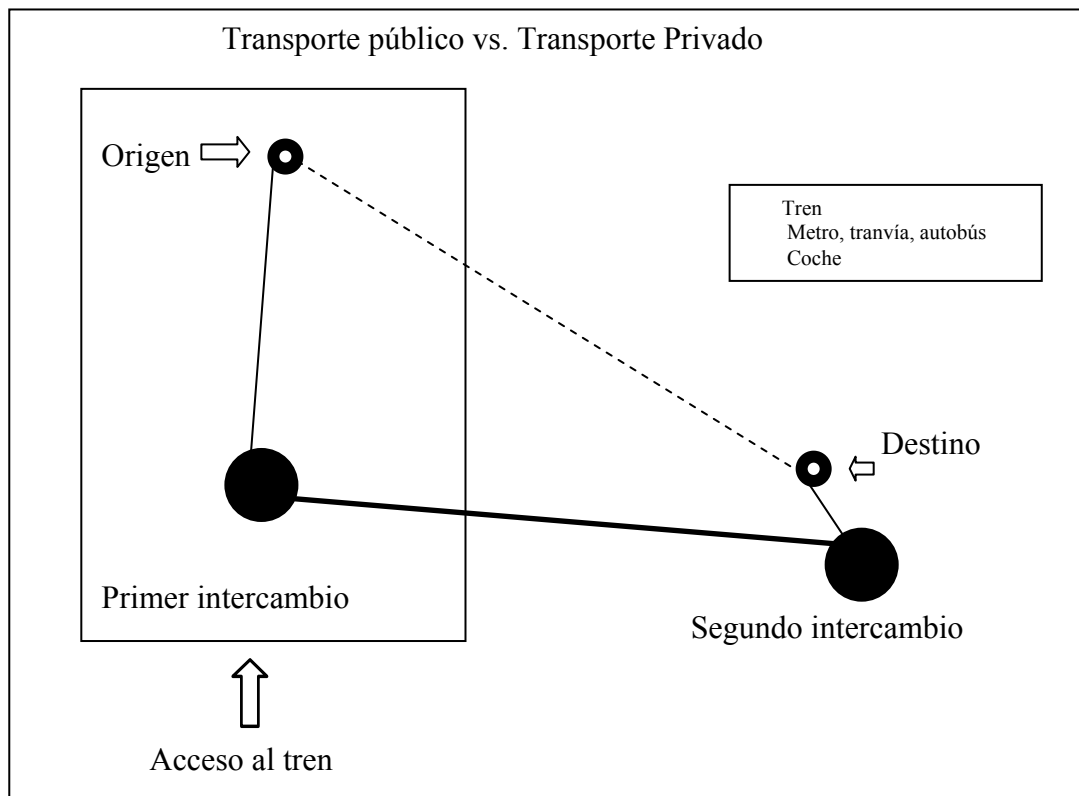 Transporte público vs. Transporte Privado
Origen
Tren
Metro, tranvía, autobús
Coche
Destino
Primer intercambio
Segundo intercambio
Acceso al tren